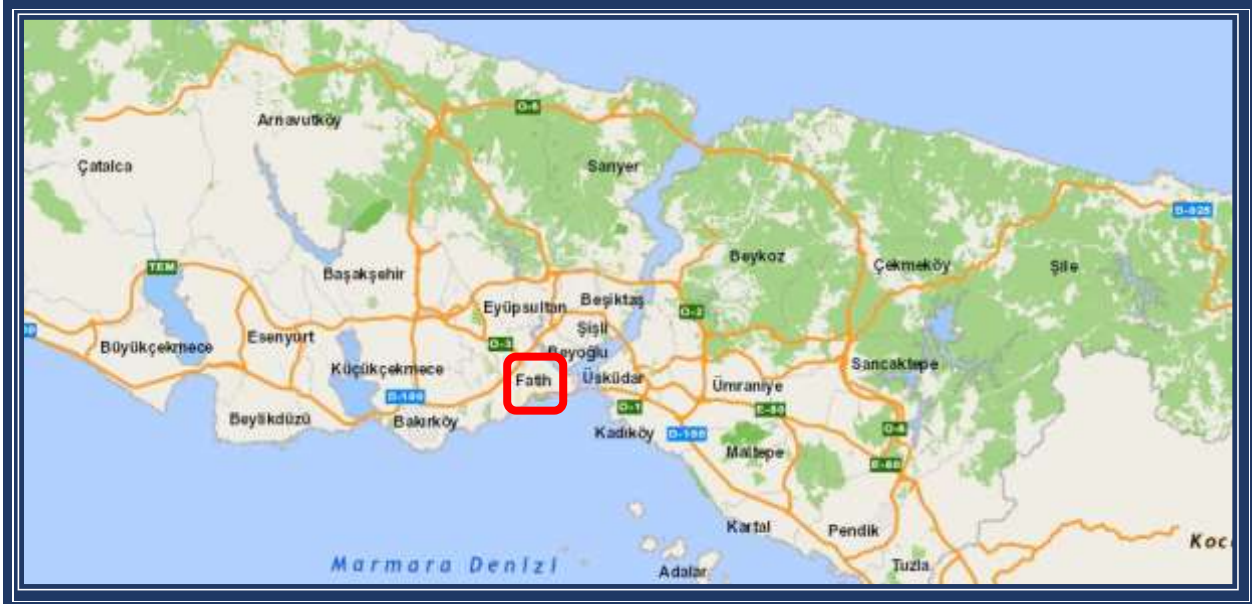 O-6
Arnavutköy
Çatalca
Sarıyer
D-025
Beykoz
Çekmeköy
Şile
TEM
Başakşehir
Eyüpsultan
Beşiktaş
O-2
Şişli
Büyükçekmece
Esenyurt
O-3
Beyoğlu
Küçükçekmece
Fatih
Üsküdar
Ümraniye
Sancaktepe
D-100
O-1
E-80
Beylikdüzü
Bakırköy
Kadıköy
D-100
O-4
Maltepe
E-80
Kartal
Pendik
Koc
Marmara Denizi
Adalar
Tuzla